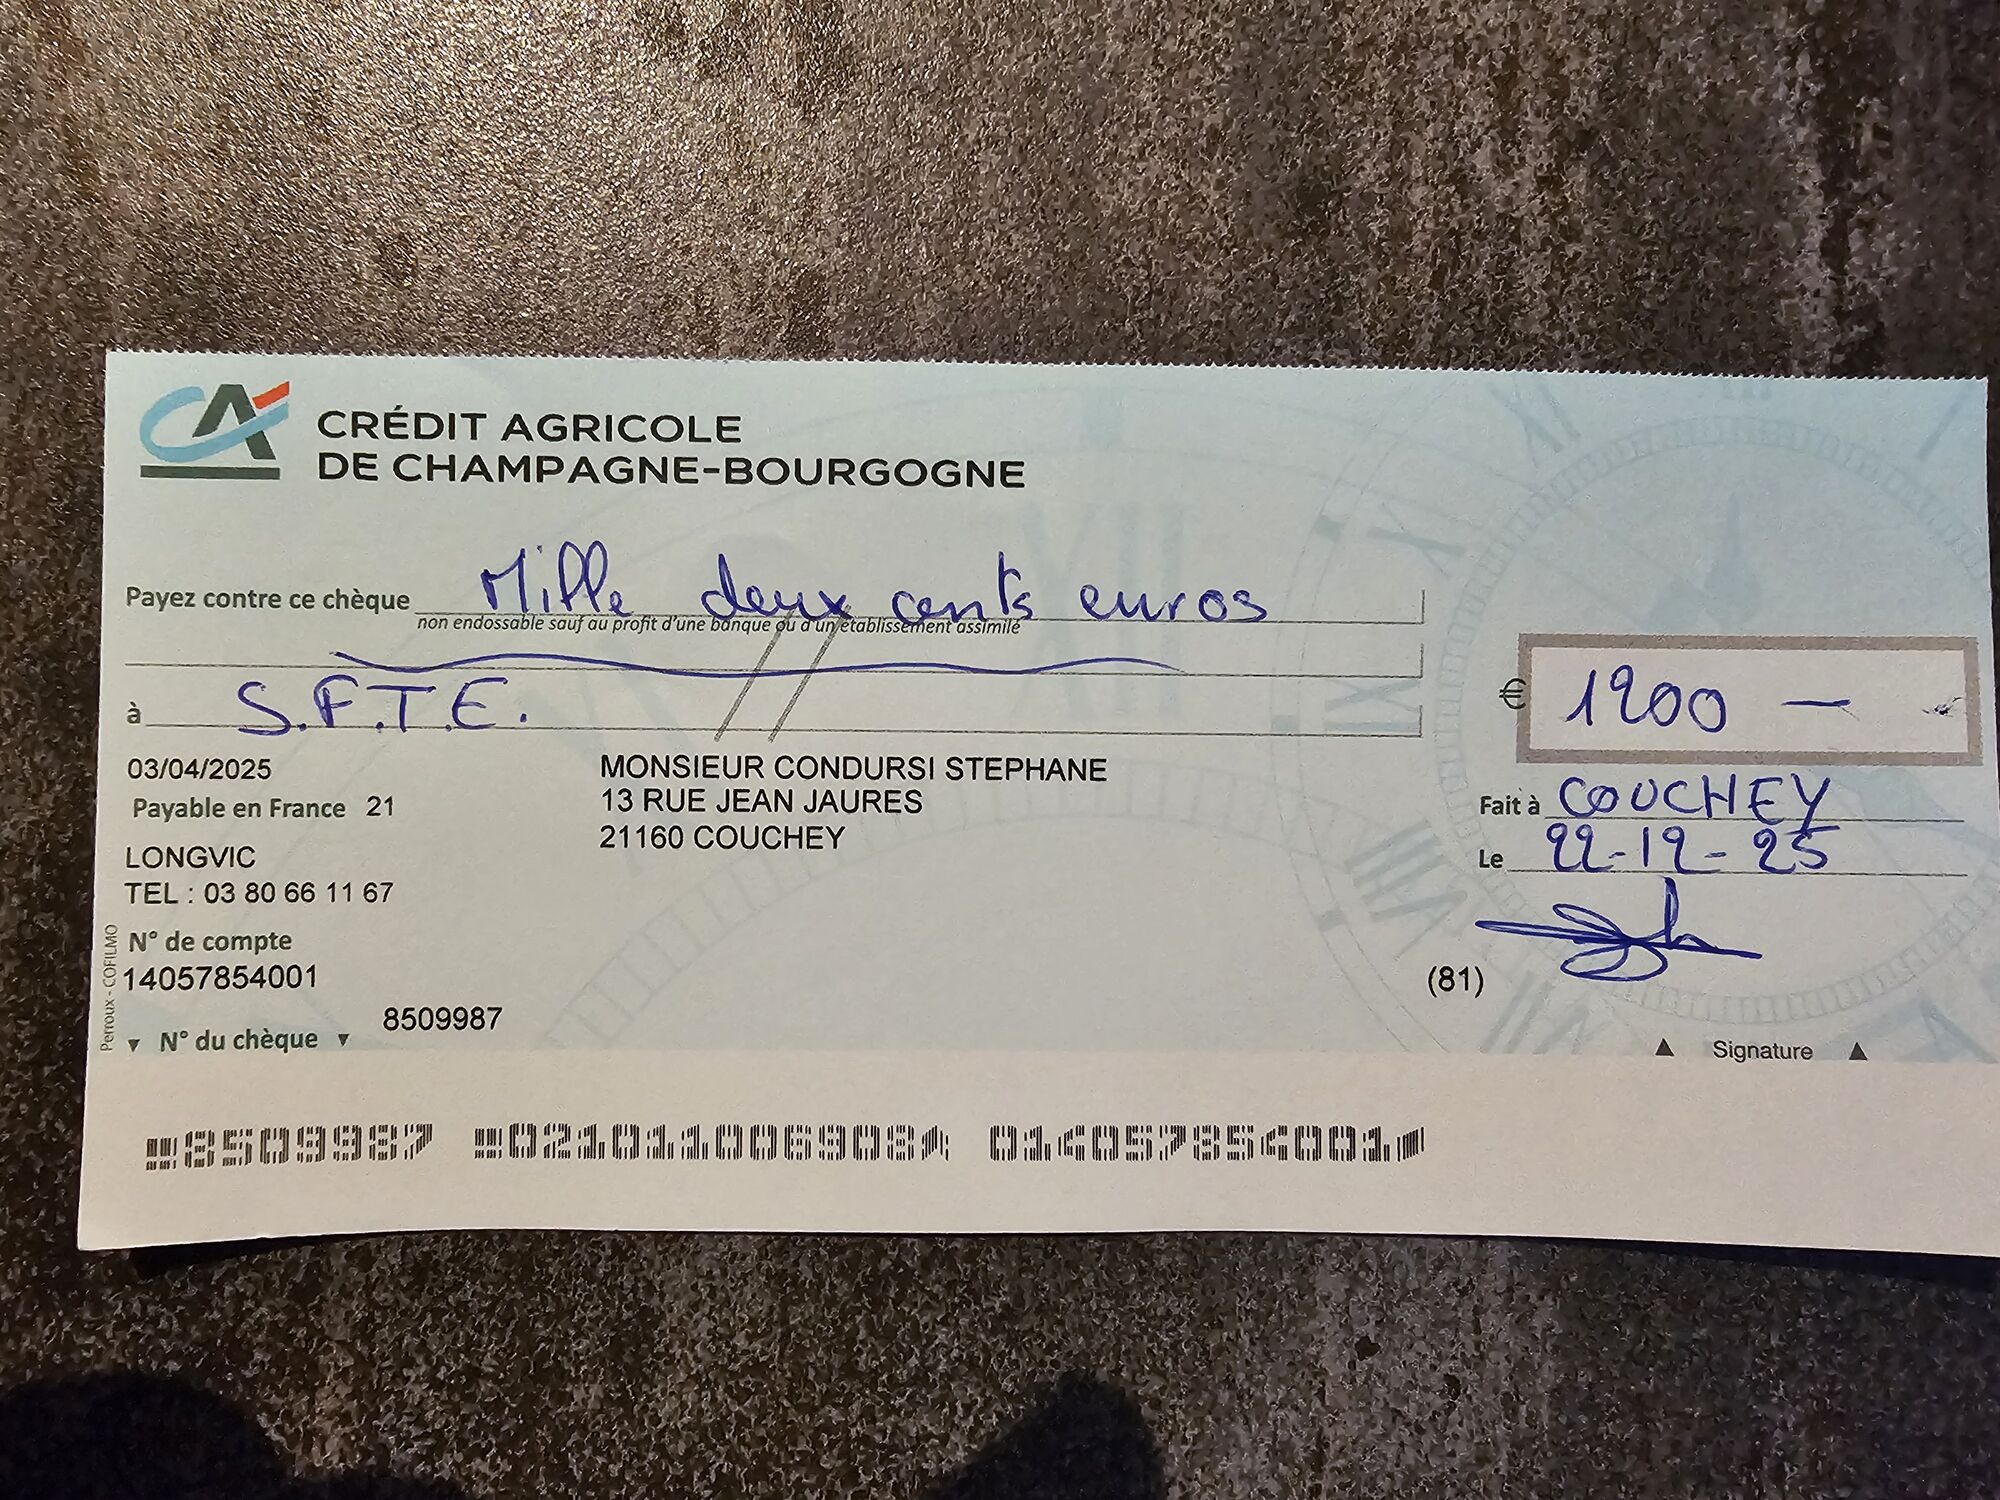 CRÉDIT AGRICOLE
DE CHAMPAGNE-BOURGOGNE
Payez contre ce chèque Mille deux cents euros
non endossable sauf au profit d'une banque ou d'un établissement assimilé
€ 1200 —
à S.F.T.E.
03/04/2025
Payable en France 21
LONGVIC
TEL : 03 80 66 11 67
N° de compte
14057854001
MONSIEUR CONDURSI STEPHANE
13 RUE JEAN JAURES
21160 COUCHEY
Fait à COUCHEY
Le 22-12-25
(81)
8509987
▼ N° du chèque ▼
▲ Signature ▲
Perroux - COFILMO
8509987 021011006908 014057854001